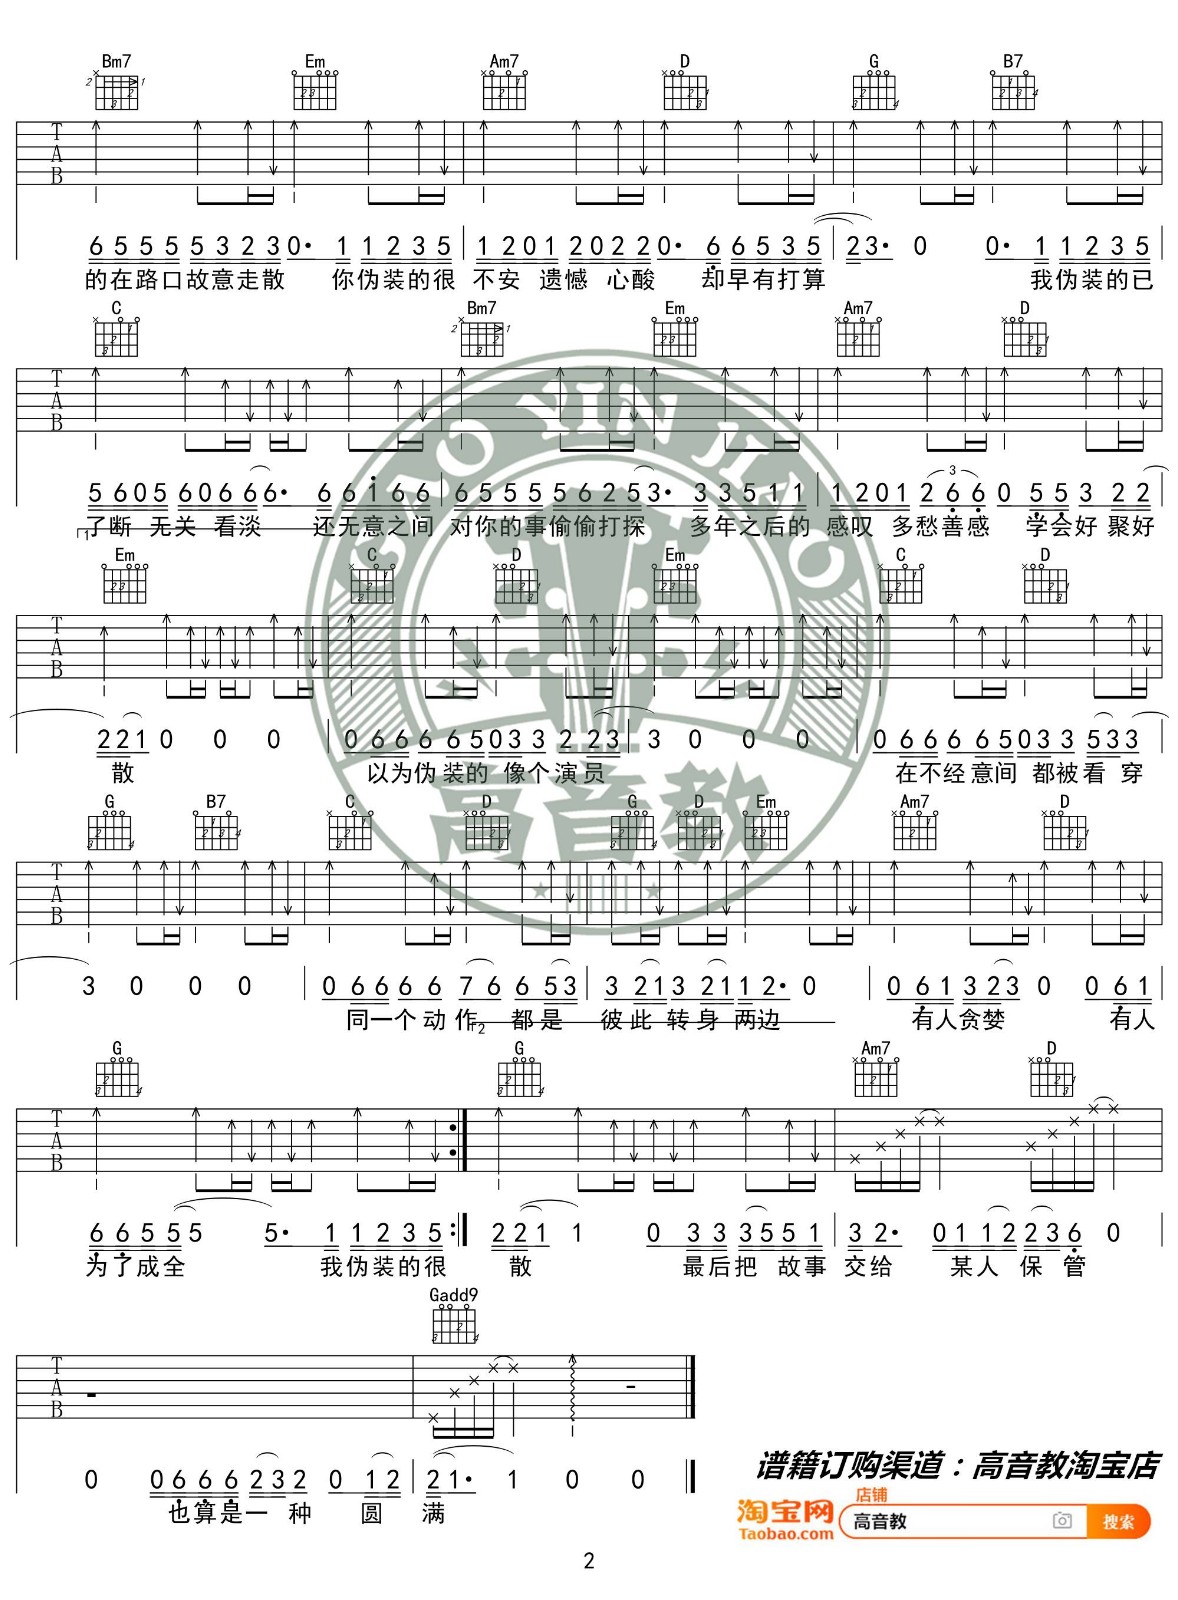 Bm7 Em Am7 D G B7
T A B
6 5 5 5 5 5 3 2 3 0· 1 1 2 3 5 1 2 0 1 2 0 2 2 0· 6 6 5 3 5 2 3· 0 0· 1 1 2 3 5
的在路口故意走散 你伪装的很 不安 遗憾 心酸 却早有打算 我伪装的已
C Bm7 Em Am7 D
T A B
5 6 0 5 6 0 6 6 6· 6 6 1 6 6 6 5 5 5 5 6 2 5 3· 3 3 5 1 1 1 2 0 1 2 6 6 0 5 5 3 2 2
3
了断 无关 看淡 还无意之间 对你的事偷偷打探 多年之后的 感叹 多愁善感 学会好 聚好
1
Em C D Em C D
T A B
2 2 1 0 0 0 0 6 6 6 6 5 0 3 3 2 2 3 3 0 0 0 0 6 6 6 6 5 0 3 3 5 3 3
散 以为伪装的 像个演员 在不经意间 都被看穿
G B7 C D G D Em Am7 D
T A B
3 0 0 0 0 6 6 6 6 7 6 6 5 3 3 2 1 3 2 1 1 2· 0 0 6 1 3 2 3 0 0 6 1
同一个动作 都是 彼此 转身 两边 有人贪婪 有人
2
G G Am7 D
T A B
6 6 5 5 5 5 5· 1 1 2 3 5 2 2 1 1 0 3 3 3 5 5 1 3 2· 0 1 1 2 2 3 6 0
为了成全 我伪装的很 散 最后把 故事 交给 某人 保 管
Gadd9
T A B
0 0 6 6 6 2 3 2 0 1 2 2 1· 1 0 0
也算是一 种 圆 满
谱籍订购渠道：高音教淘宝店
淘宝网
Taobao.com
店铺
高音教
搜索
2
GAO YIN JIAO
高音教